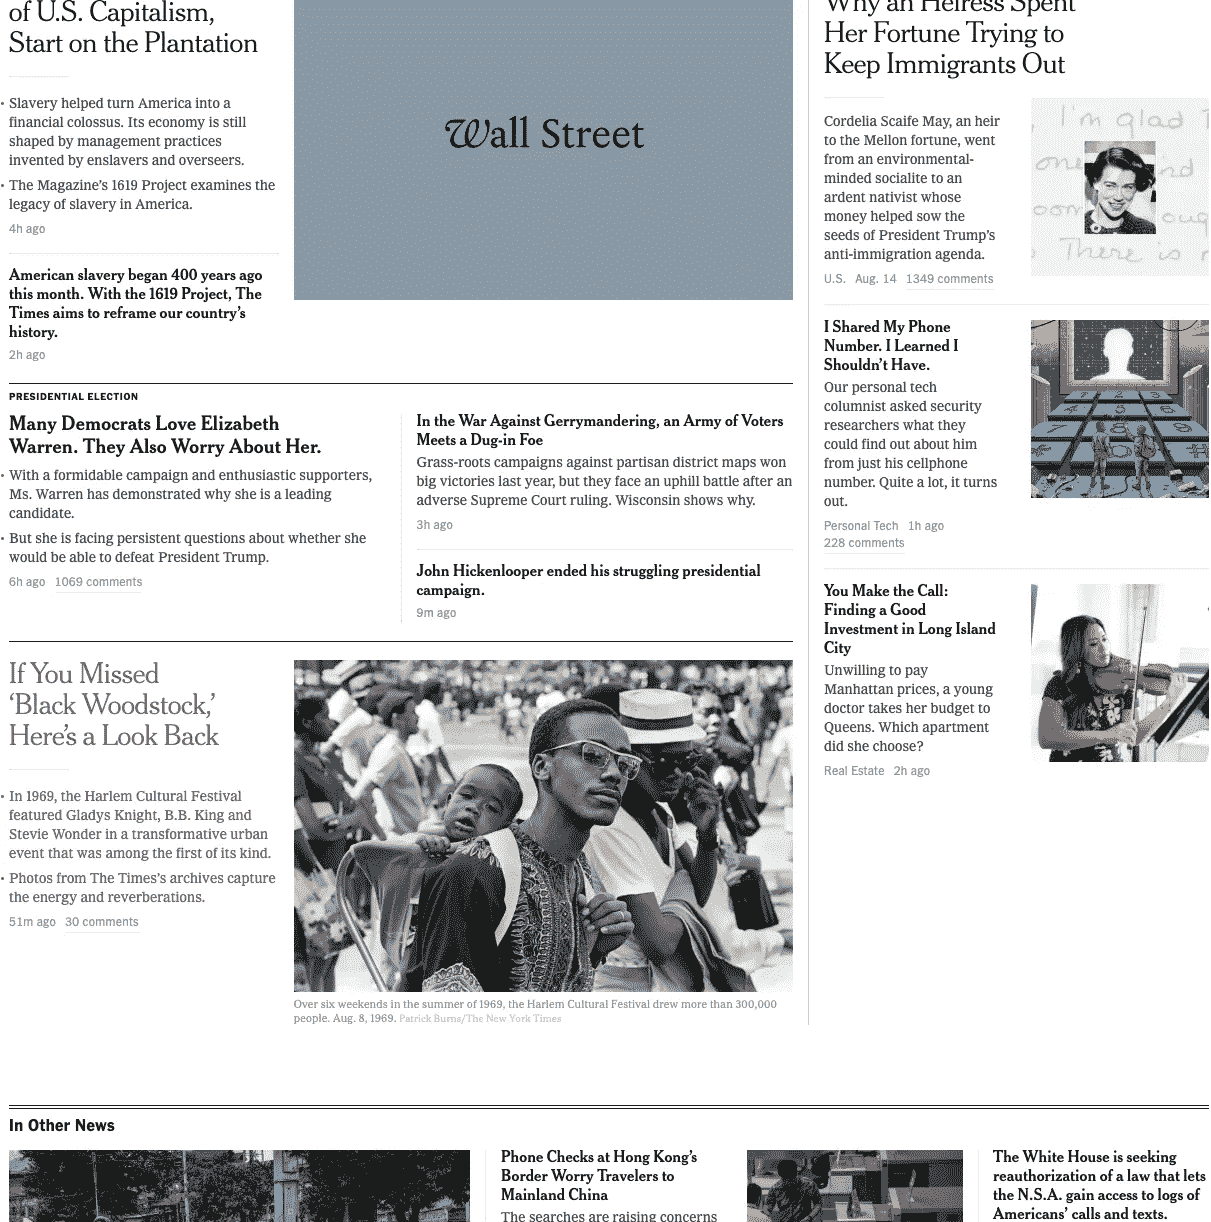 of U.S. Capitalism,
Start on the Plantation
Slavery helped turn America into a
financial colossus. Its economy is still
shaped by management practices
invented by enslavers and overseers.
The Magazine's 1619 Project examines the
legacy of slavery in America.
4h ago
American slavery began 400 years ago
this month. With the 1619 Project, The
Times aims to reframe our country's
history.
2h ago
Wall Street
PRESIDENTIAL ELECTION
Many Democrats Love Elizabeth
Warren. They Also Worry About Her.
With a formidable campaign and enthusiastic supporters,
Ms. Warren has demonstrated why she is a leading
candidate.
But she is facing persistent questions about whether she
would be able to defeat President Trump.
6h ago 1069 comments
In the War Against Gerrymandering, an Army of Voters
Meets a Dug-in Foe
Grass-roots campaigns against partisan district maps won
big victories last year, but they face an uphill battle after an
adverse Supreme Court ruling. Wisconsin shows why.
3h ago
John Hickenlooper ended his struggling presidential
campaign.
9m ago
If You Missed
‘Black Woodstock,’
Here's a Look Back
In 1969, the Harlem Cultural Festival
featured Gladys Knight, B.B. King and
Stevie Wonder in a transformative urban
event that was among the first of its kind.
Photos from The Times's archives capture
the energy and reverberations.
51m ago 30 comments
Over six weekends in the summer of 1969, the Harlem Cultural Festival drew more than 300,000
people. Aug. 8, 1969. Patrick Burns/The New York Times
Why an Heiress Spent
Her Fortune Trying to
Keep Immigrants Out
Cordelia Scaife May, an heir
to the Mellon fortune, went
from an environmental-
minded socialite to an
ardent nativist whose
money helped sow the
seeds of President Trump's
anti-immigration agenda.
U.S. Aug. 14 1349 comments
I'm glad
one
There is
I Shared My Phone
Number. I Learned I
Shouldn't Have.
Our personal tech
columnist asked security
researchers what they
could find out about him
from just his cellphone
number. Quite a lot, it turns
out.
Personal Tech 1h ago
228 comments
You Make the Call:
Finding a Good
Investment in Long Island
City
Unwilling to pay
Manhattan prices, a young
doctor takes her budget to
Queens. Which apartment
did she choose?
Real Estate 2h ago
In Other News
Phone Checks at Hong Kong's
Border Worry Travelers to
Mainland China
The searches are raising concerns
The White House is seeking
reauthorization of a law that lets
the N.S.A. gain access to logs of
Americans' calls and texts.